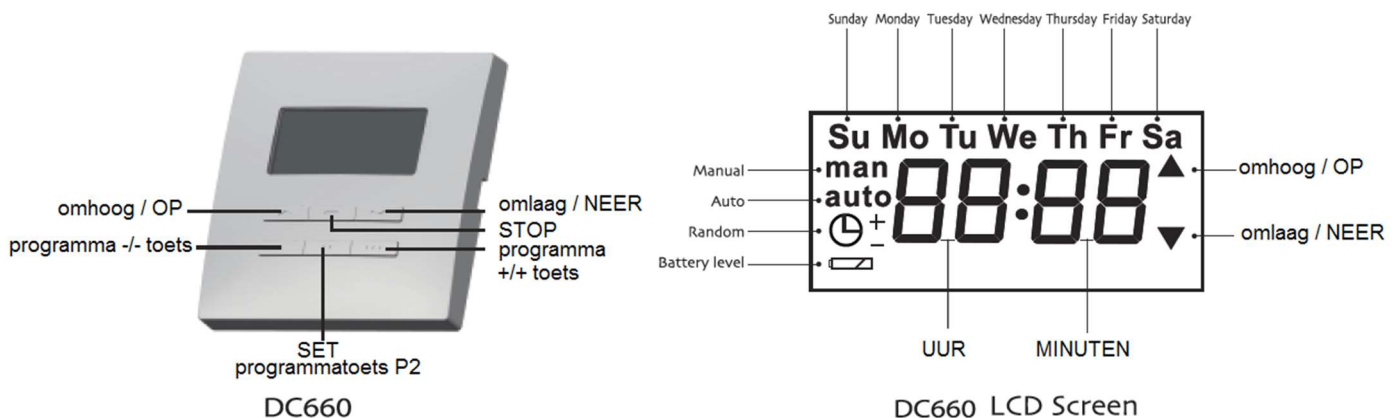 omhoog / OP
programma -/- toets
omlaag / NEER
STOP
programma
+/+ toets
SET
programmatoets P2
DC660
Sunday Monday Tuesday Wednesday Thursday Friday Saturday
Su Mo Tu We Th Fr Sa
Manual
man
Auto
auto
Random
+
−
Battery level
88:88
omhoog / OP
omlaag / NEER
UUR
MINUTEN
DC660 LCD Screen